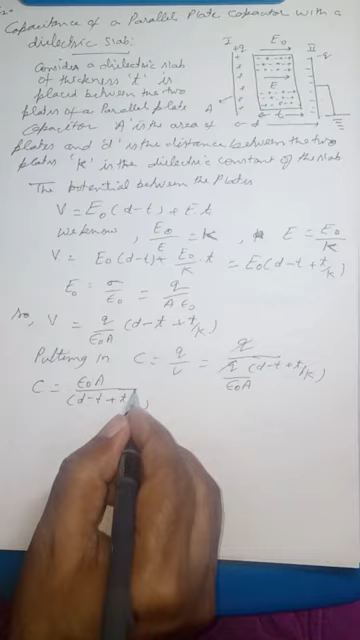 Capacitance of a Parallel Plate Capacitor with a
dielectric slab:
Consider a dielectric slab
of thickness 't' is
placed between the two
plates of a Parallel plate
Capacitor 'A' is the area of
plates and 'd' is the distance between the two
plates 'K' is the dielectric constant of the slab
I +q E₀ II -q
E
A
t
d
The potential between the Plates
V = E₀(d-t) + Et
We know, E₀/E = K, E = E₀/K
V = E₀(d-t) + E₀/K . t = E₀(d-t+t/K)
E₀ = σ/ε₀ = q/Aε₀
so, V = q/ε₀A (d-t+t/K)
Putting in C = q/V = q/(q/ε₀A (d-t+t/K))
C = ε₀A/(d-t+t )